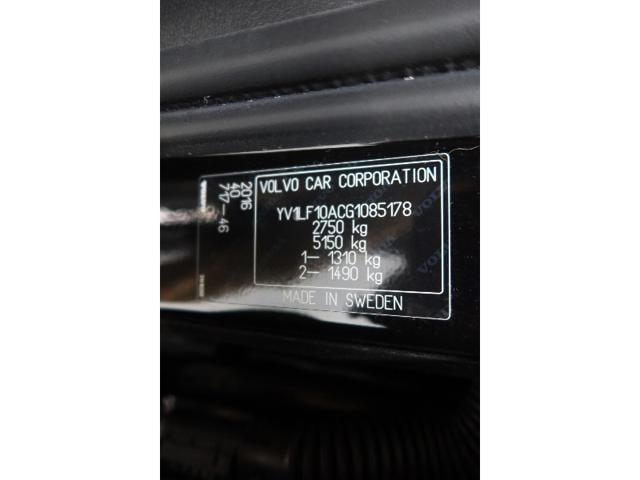 VOLVO CAR CORPORATION
YV1LF10ACG1085178
2750 kg
5150 kg
1— 1310 kg
2— 1490 kg
MADE IN SWEDEN
2016
40
717—46